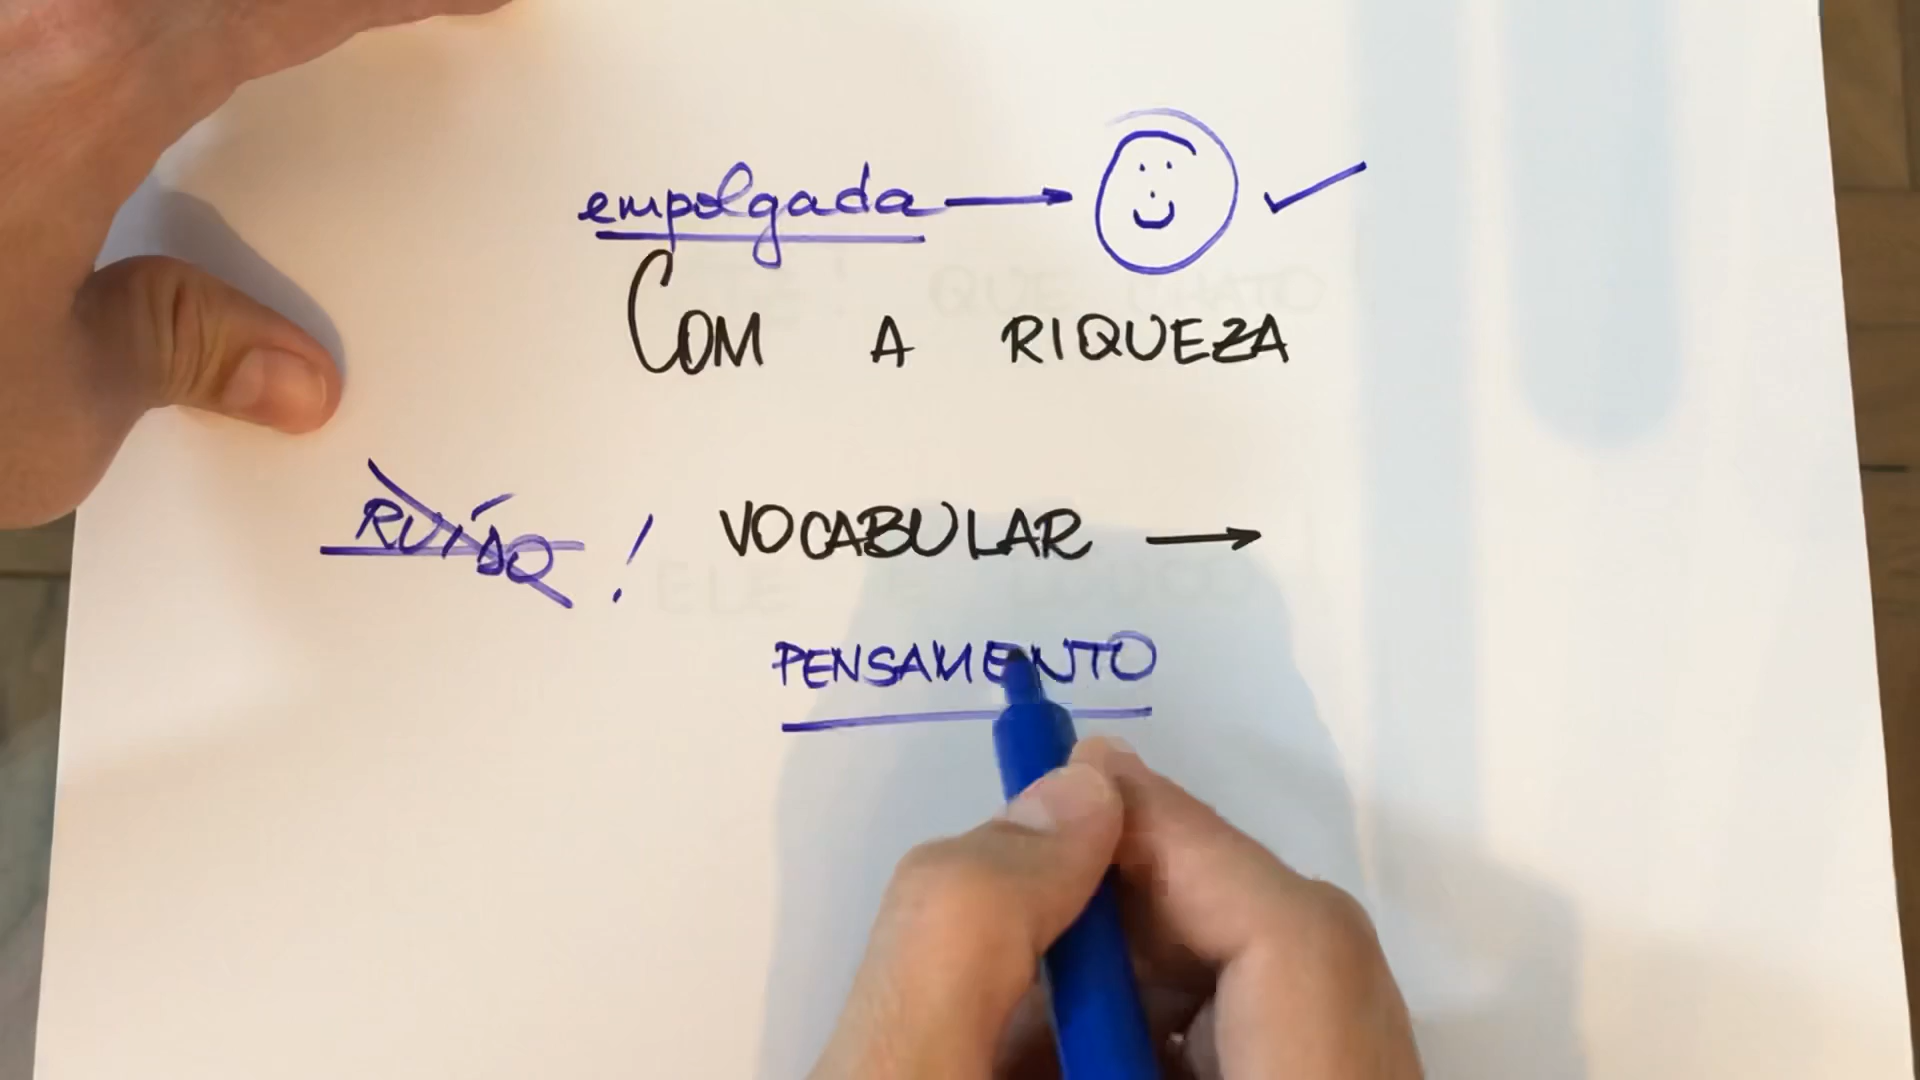 empolgada →
COM A RIQUEZA
RUÍDO ! VOCABULAR →
PENSAMENTO